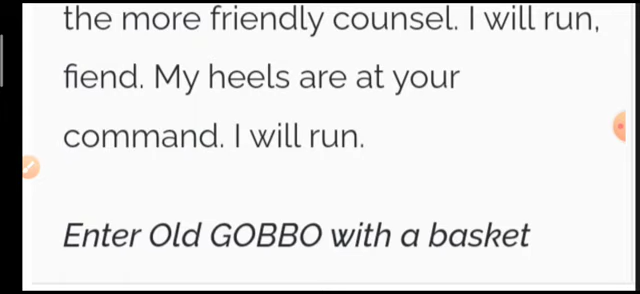 the more friendly counsel. I will run,
fiend. My heels are at your
command. I will run.
Enter Old GOBBO with a basket